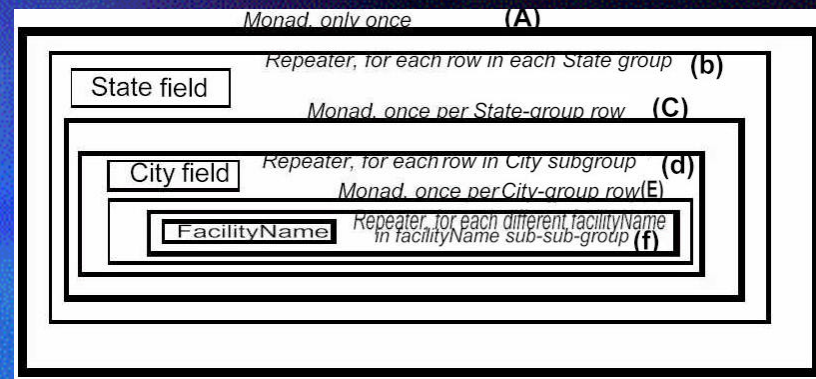 Monad, only once (A)
Repeater, for each row in each State group (b)
State field
Monad, once per State-group row (C)
Repeater, for each row in City subgroup (d)
City field
Monad, once per City-group row (E)
Repeater, for each different facilityName
FacilityName
in facilityName sub-sub-group (f)